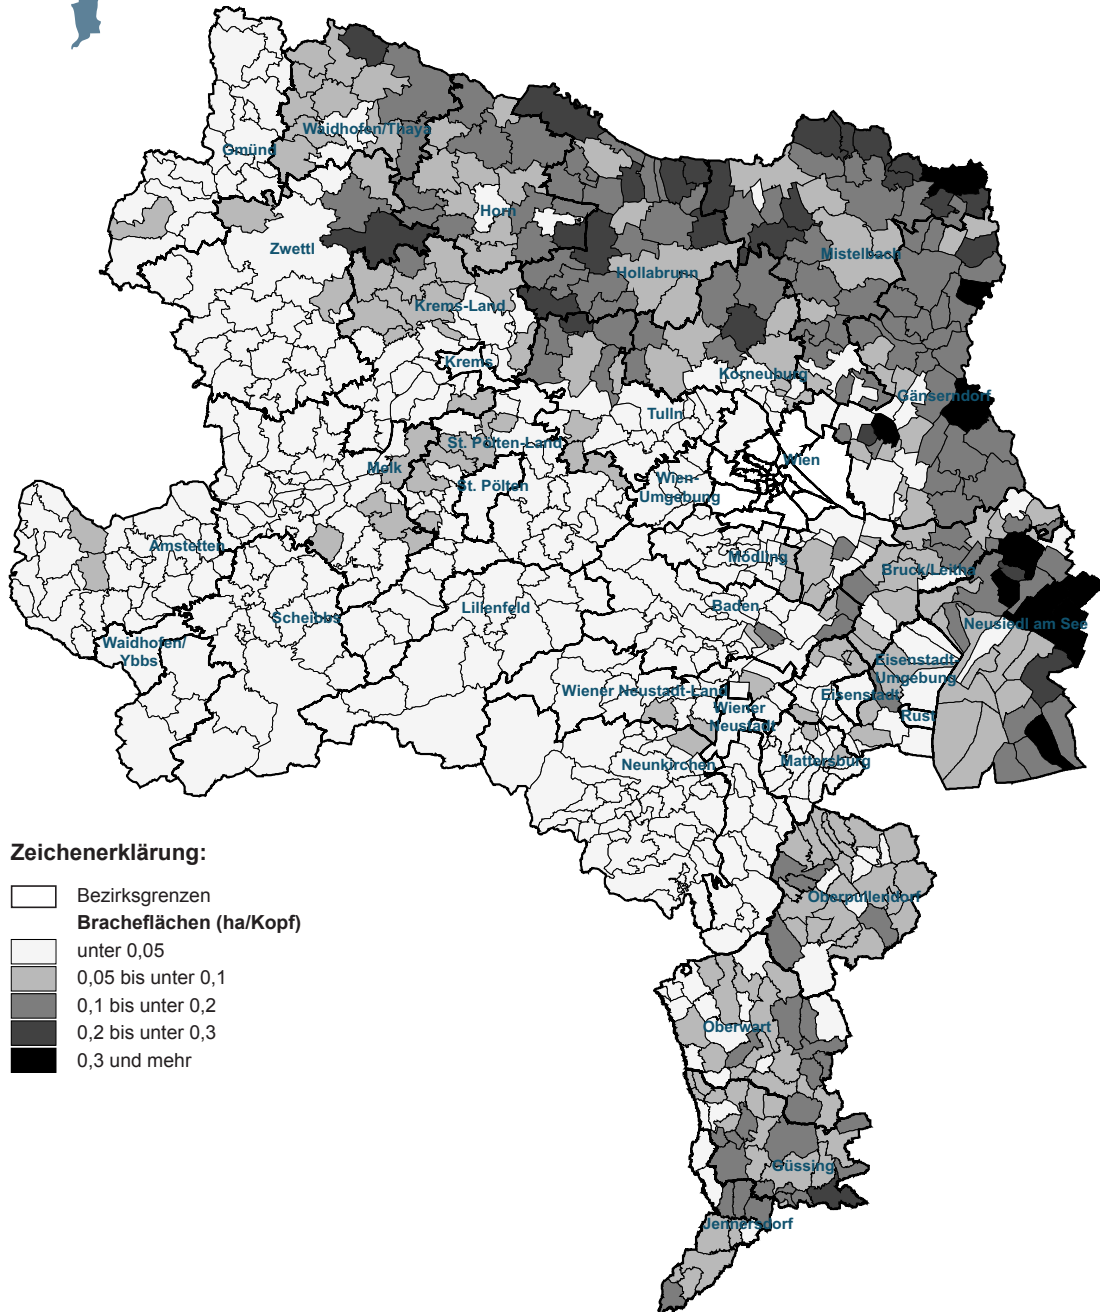 Waidhofen/Thaya
Gmünd
Horn
Zwettl
Mistelbach
Hollabrunn
Krems-Land
Krems
Korneuburg
Gänserndorf
Tulln
St. Pölten-Land
Wien
Melk
St. Pölten
Wien-
Umgebung
Amstetten
Mödling
Bruck/Leitha
Scheibbs
Lilienfeld
Baden
Neusiedl am See
Waidhofen/
Ybbs
Eisenstadt-
Umgebung
Wiener Neustadt-Land
Eisenstadt
Wiener
Neustadt
Rust
Neunkirchen
Mattersburg
Zeichenerklärung:
Bezirksgrenzen
Bracheflächen (ha/Kopf)
unter 0,05
0,05 bis unter 0,1
0,1 bis unter 0,2
0,2 bis unter 0,3
0,3 und mehr
Oberpullendorf
Oberwart
Güssing
Jennersdorf